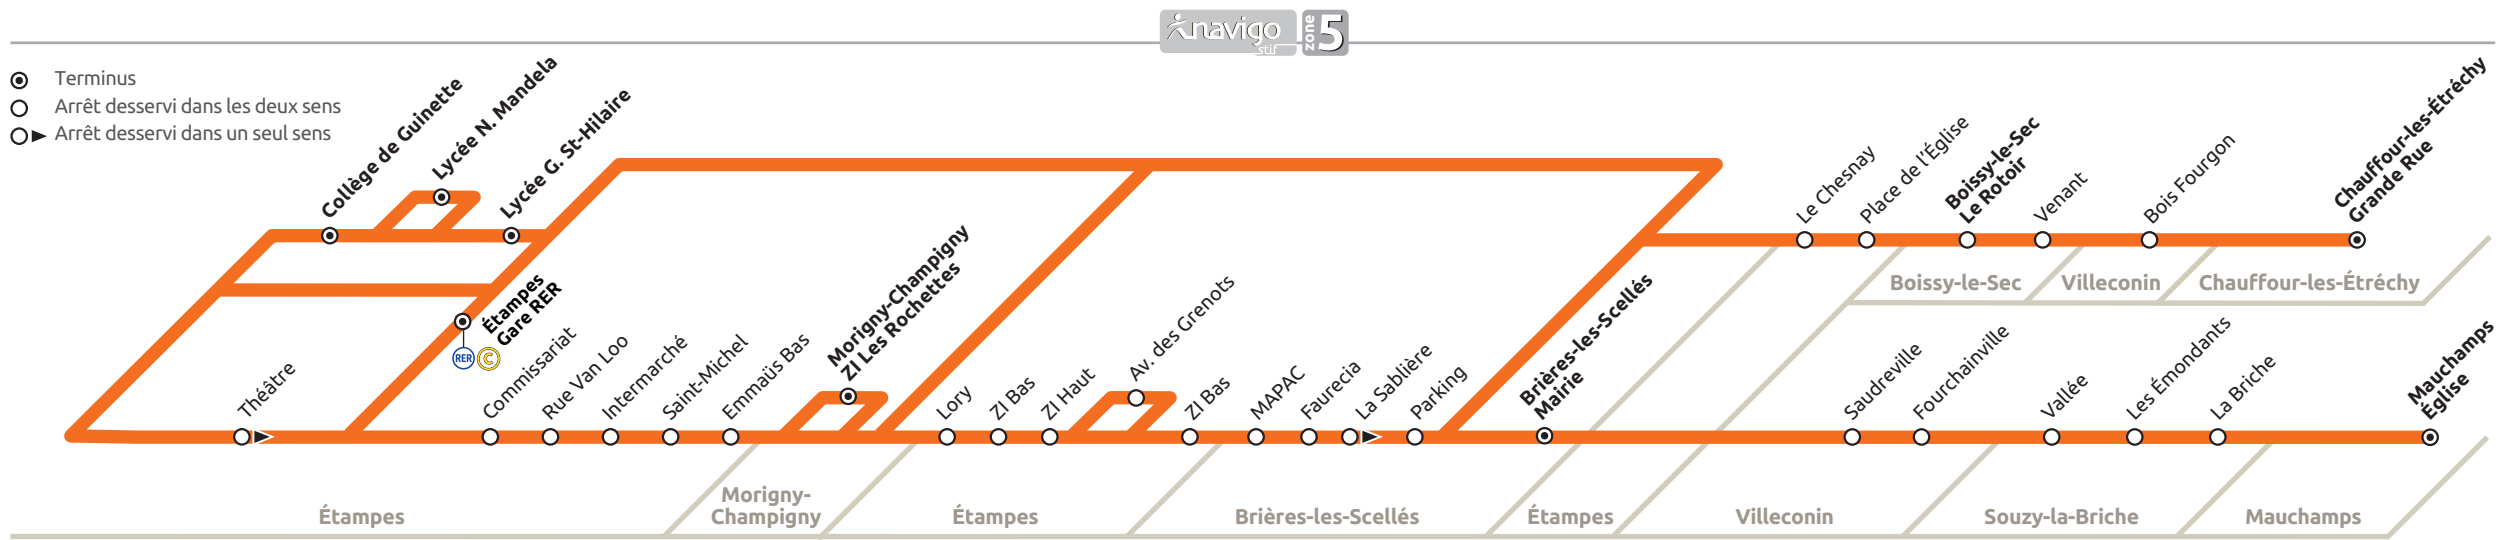 navigo
stif
zone
5
Terminus
Arrêt desservi dans les deux sens
Arrêt desservi dans un seul sens
Collège de Guinette
Lycée N. Mandela
Lycée G. St-Hilaire
Étampes
Gare RER
RER
C
Théâtre
Commissariat
Rue Van Loo
Intermarché
Saint-Michel
Emmaüs Bas
Morigny-Champigny
ZI Les Rochettes
Lory
ZI Bas
ZI Haut
Av. des Grenots
ZI Bas
MAPAC
Faurecia
La Sablière
Parking
Brières-les-Scellés
Mairie
Le Chesnay
Place de l'Église
Boissy-le-Sec
Le Rotoir
Venant
Bois Fourgon
Chauffour-les-Étréchy
Grande Rue
Boissy-le-Sec
Villeconin
Chauffour-les-Étréchy
Saudreville
Fourchainville
Vallée
Les Émondants
La Briche
Mauchamps
Église
Étampes
Morigny-
Champigny
Étampes
Brières-les-Scellés
Étampes
Villeconin
Souzy-la-Briche
Mauchamps